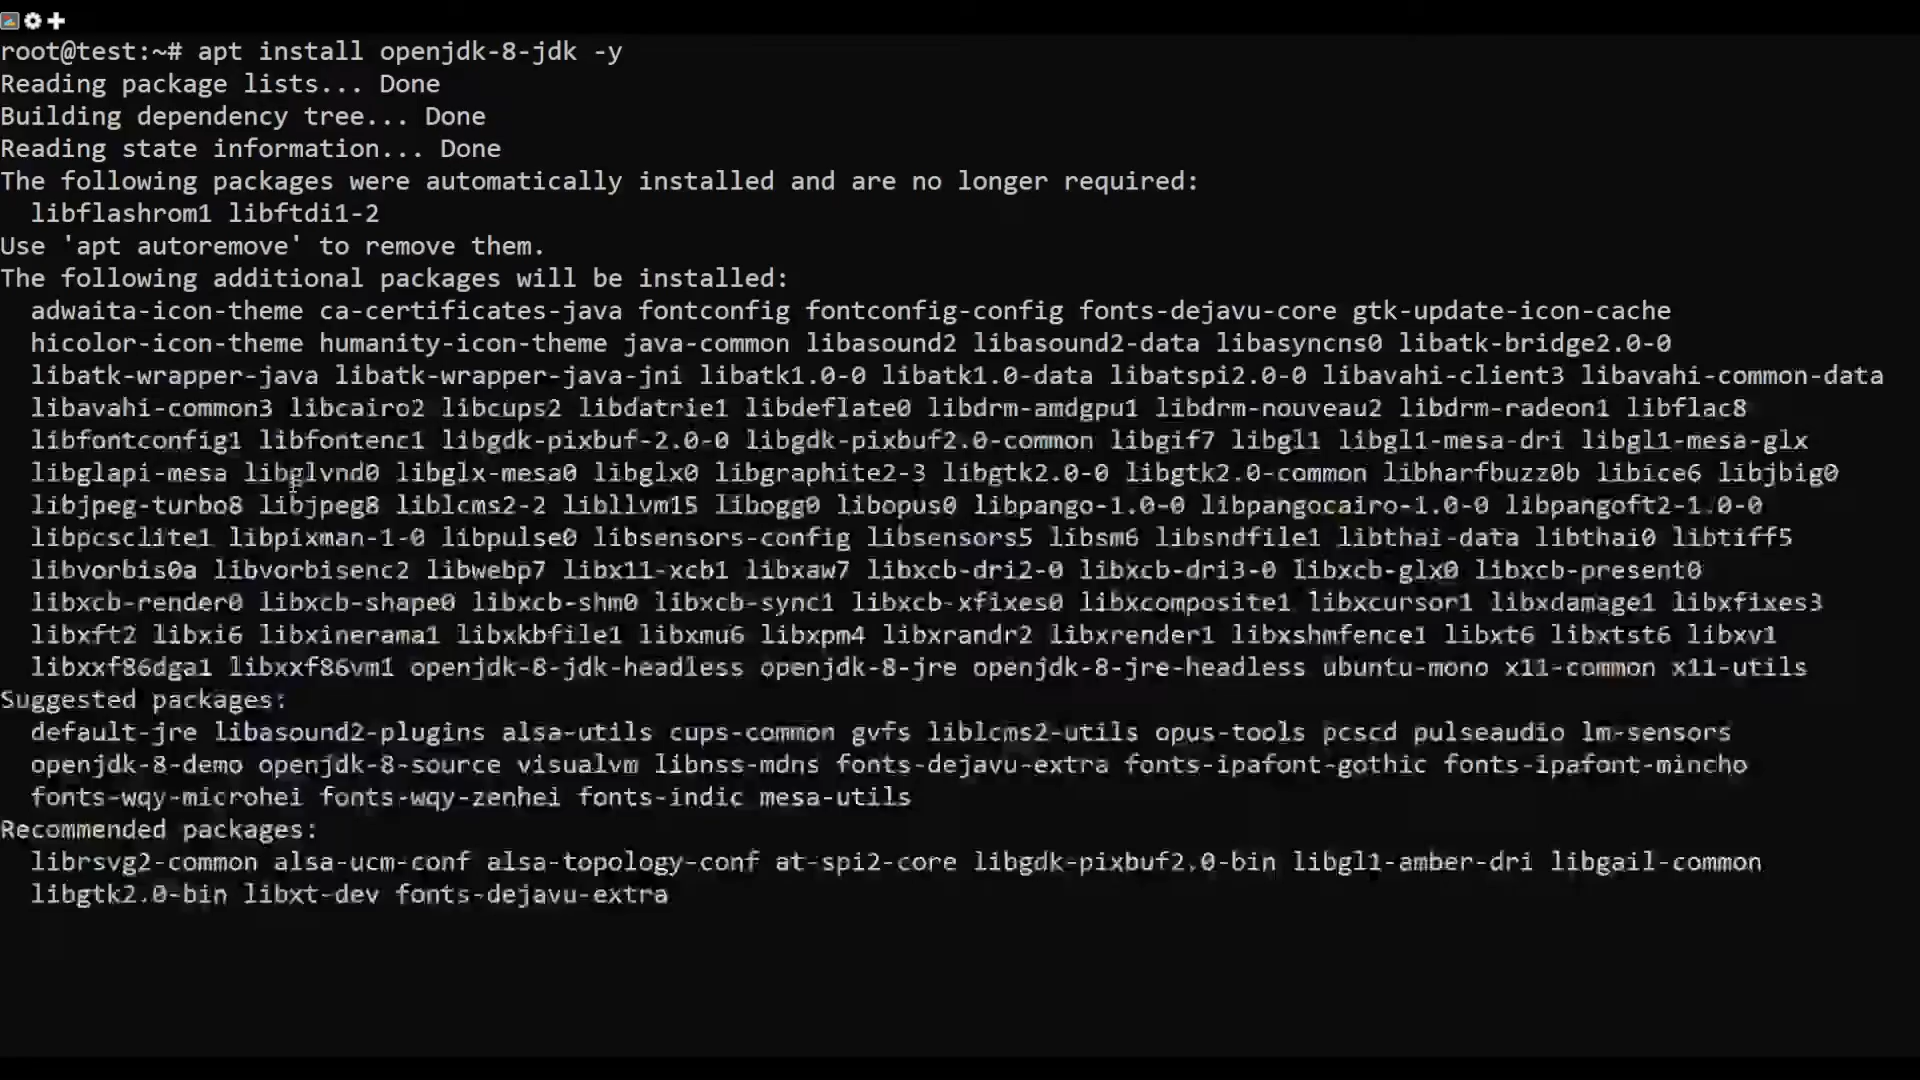 root@test:~# apt install openjdk-8-jdk -y
Reading package lists... Done
Building dependency tree... Done
Reading state information... Done
The following packages were automatically installed and are no longer required:
  libflashrom1 libftdi1-2
Use 'apt autoremove' to remove them.
The following additional packages will be installed:
  adwaita-icon-theme ca-certificates-java fontconfig fontconfig-config fonts-dejavu-core gtk-update-icon-cache
  hicolor-icon-theme humanity-icon-theme java-common libasound2 libasound2-data libasyncns0 libatk-bridge2.0-0
  libatk-wrapper-java libatk-wrapper-java-jni libatk1.0-0 libatk1.0-data libatspi2.0-0 libavahi-client3 libavahi-common-data
  libavahi-common3 libcairo2 libcups2 libdatrie1 libdeflate0 libdrm-amdgpu1 libdrm-nouveau2 libdrm-radeon1 libflac8
  libfontconfig1 libfontenc1 libgdk-pixbuf-2.0-0 libgdk-pixbuf2.0-common libgif7 libgl1 libgl1-mesa-dri libgl1-mesa-glx
  libglapi-mesa libglvnd0 libglx-mesa0 libglx0 libgraphite2-3 libgtk2.0-0 libgtk2.0-common libharfbuzz0b libice6 libjbig0
  libjpeg-turbo8 libjpeg8 liblcms2-2 libllvm15 libogg0 libopus0 libpango-1.0-0 libpangocairo-1.0-0 libpangoft2-1.0-0
  libpcsclite1 libpixman-1-0 libpulse0 libsensors-config libsensors5 libsm6 libsndfile1 libthai-data libthai0 libtiff5
  libvorbis0a libvorbisenc2 libwebp7 libx11-xcb1 libxaw7 libxcb-dri2-0 libxcb-dri3-0 libxcb-glx0 libxcb-present0
  libxcb-render0 libxcb-shape0 libxcb-shm0 libxcb-sync1 libxcb-xfixes0 libxcomposite1 libxcursor1 libxdamage1 libxfixes3
  libxft2 libxi6 libxinerama1 libxkbfile1 libxmu6 libxpm4 libxrandr2 libxrender1 libxshmfence1 libxt6 libxtst6 libxv1
  libxxf86dga1 libxxf86vm1 openjdk-8-jdk-headless openjdk-8-jre openjdk-8-jre-headless ubuntu-mono x11-common x11-utils
Suggested packages:
  default-jre libasound2-plugins alsa-utils cups-common gvfs liblcms2-utils opus-tools pcscd pulseaudio lm-sensors
  openjdk-8-demo openjdk-8-source visualvm libnss-mdns fonts-dejavu-extra fonts-ipafont-gothic fonts-ipafont-mincho
  fonts-wqy-microhei fonts-wqy-zenhei fonts-indic mesa-utils
Recommended packages:
  librsvg2-common alsa-ucm-conf alsa-topology-conf at-spi2-core libgdk-pixbuf2.0-bin libgl1-amber-dri libgail-common
  libgtk2.0-bin libxt-dev fonts-dejavu-extra